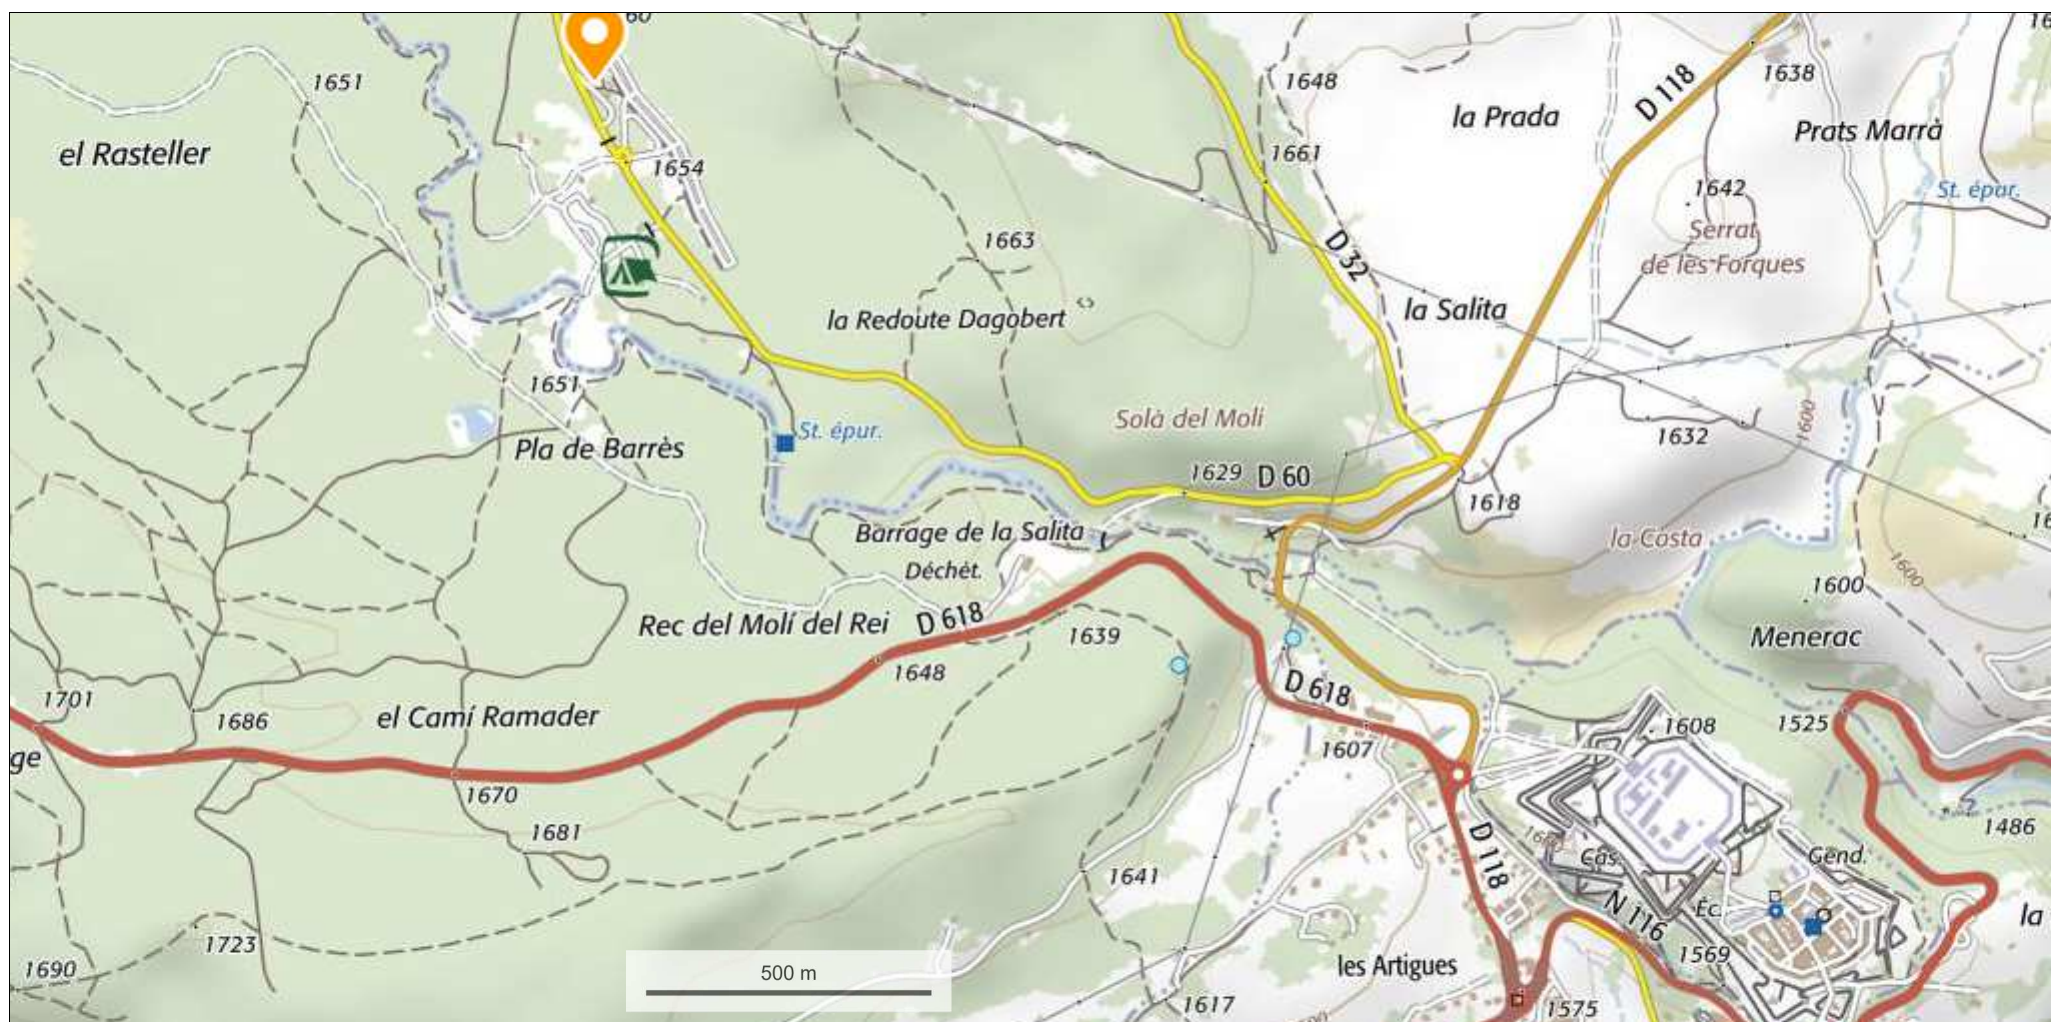 60
1651
1648
1638
la Prada
D 118
Prats Marrà
el Rasteller
1661
1654
1642
St. épur.
Serrat
de les Forques
1663
D 32
la Salita
la Redoute Dagobert
1651
Solà del Molí
1600
1632
St. épur.
Pla de Barrès
1629
D 60
1618
Barrage de la Salita
la Costa
Déchèt.
1600
1600
Rec del Molí del Rei
D 618
1639
Menerac
1648
1701
1686
el Camí Ramader
D 618
1608
1525
ge
1607
1670
1681
D 118
Cas.
Gend.
1486
1641
N 116
Éc.
la
1723
1569
1690
500 m
les Artigues
1617
1575